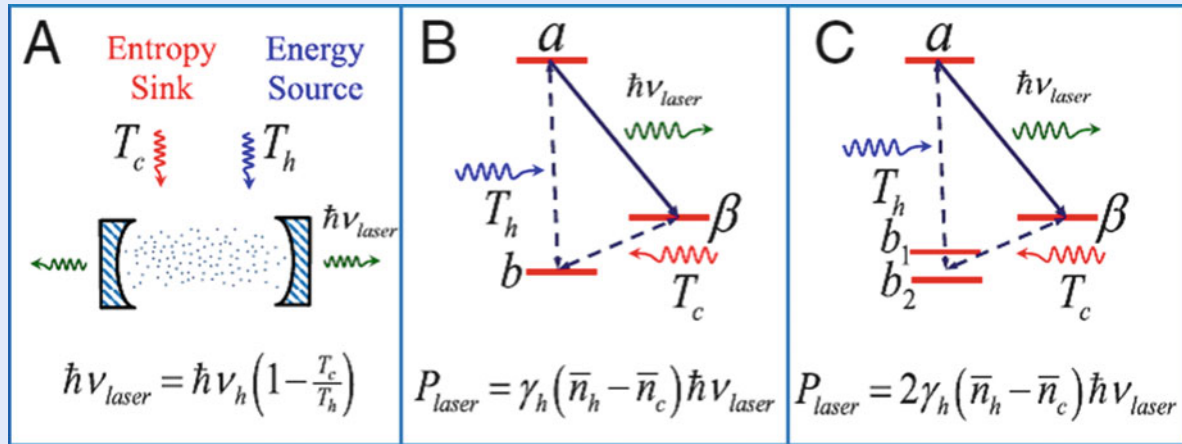 A
Entropy Sink
Energy Source
T_c
T_h
ħν_laser
ħν_laser = ħν_h (1 − T_c/T_h)
B
a
ħν_laser
T_h
β
b
T_c
P_laser = γ_h (n̄_h − n̄_c) ħν_laser
C
a
ħν_laser
T_h
β
b_1
b_2
T_c
P_laser = 2γ_h (n̄_h − n̄_c) ħν_laser